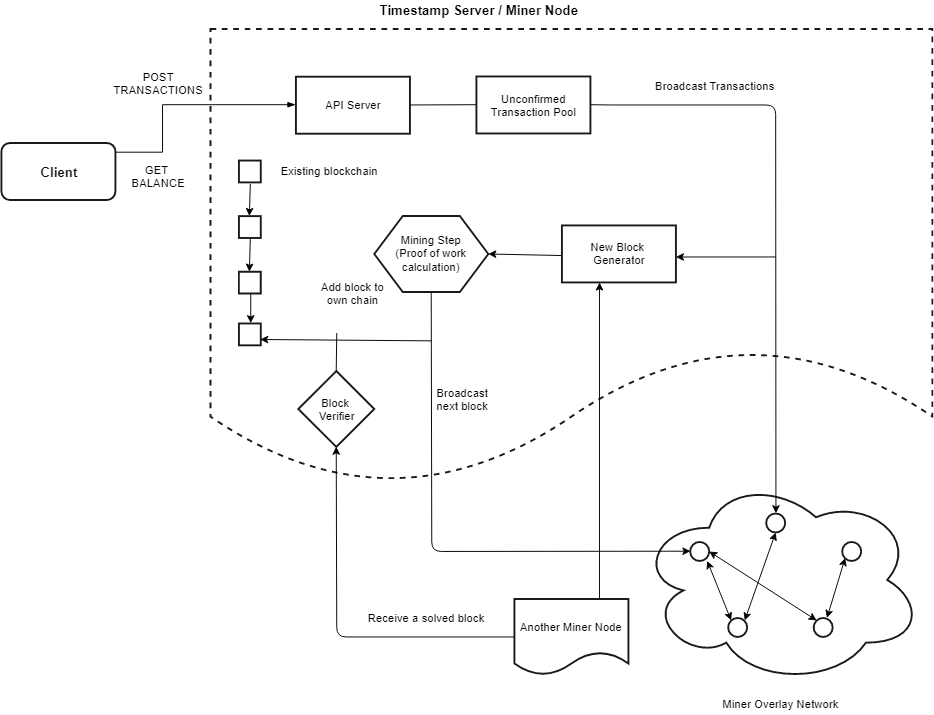 Timestamp Server / Miner Node
POST
TRANSACTIONS
API Server
Unconfirmed
Transaction Pool
Broadcast Transactions
Client
GET
BALANCE
Existing blockchain
Mining Step
(Proof of work
calculation)
New Block
Generator
Add block to
own chain
Block
Verifier
Broadcast
next block
Receive a solved block
Another Miner Node
Miner Overlay Network